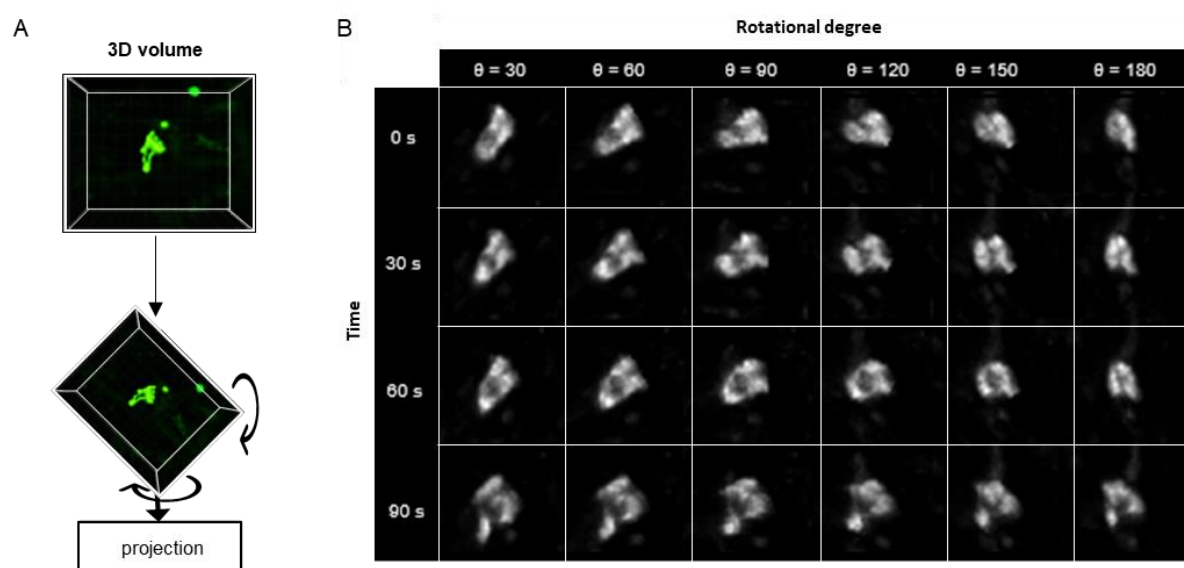 A
3D volume
projection
B
Rotational degree
θ = 30
θ = 60
θ = 90
θ = 120
θ = 150
θ = 180
Time
0 s
30 s
60 s
90 s